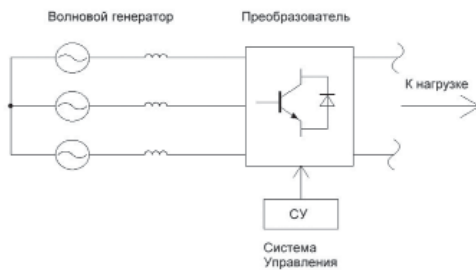 Волновой генератор
Преобразователь
К нагрузке
СУ
Система
Управления